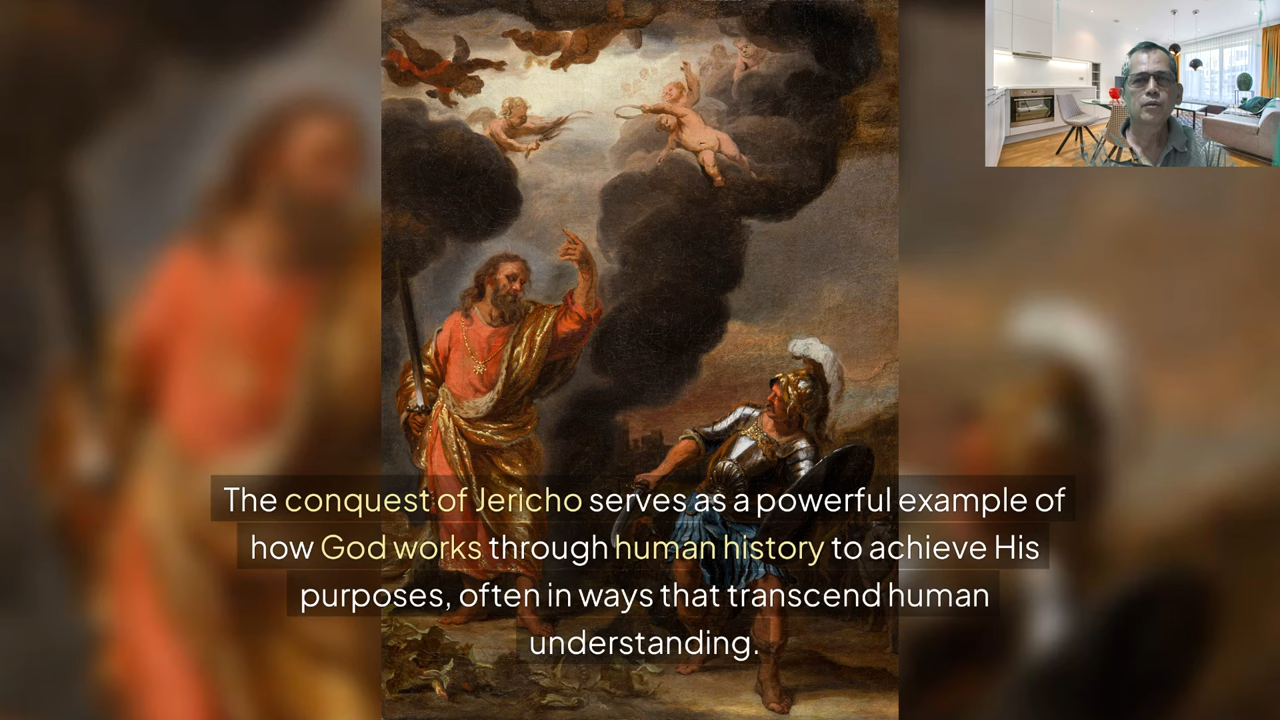 The conquest of Jericho serves as a powerful example of
how God works through human history to achieve His
purposes, often in ways that transcend human
understanding.